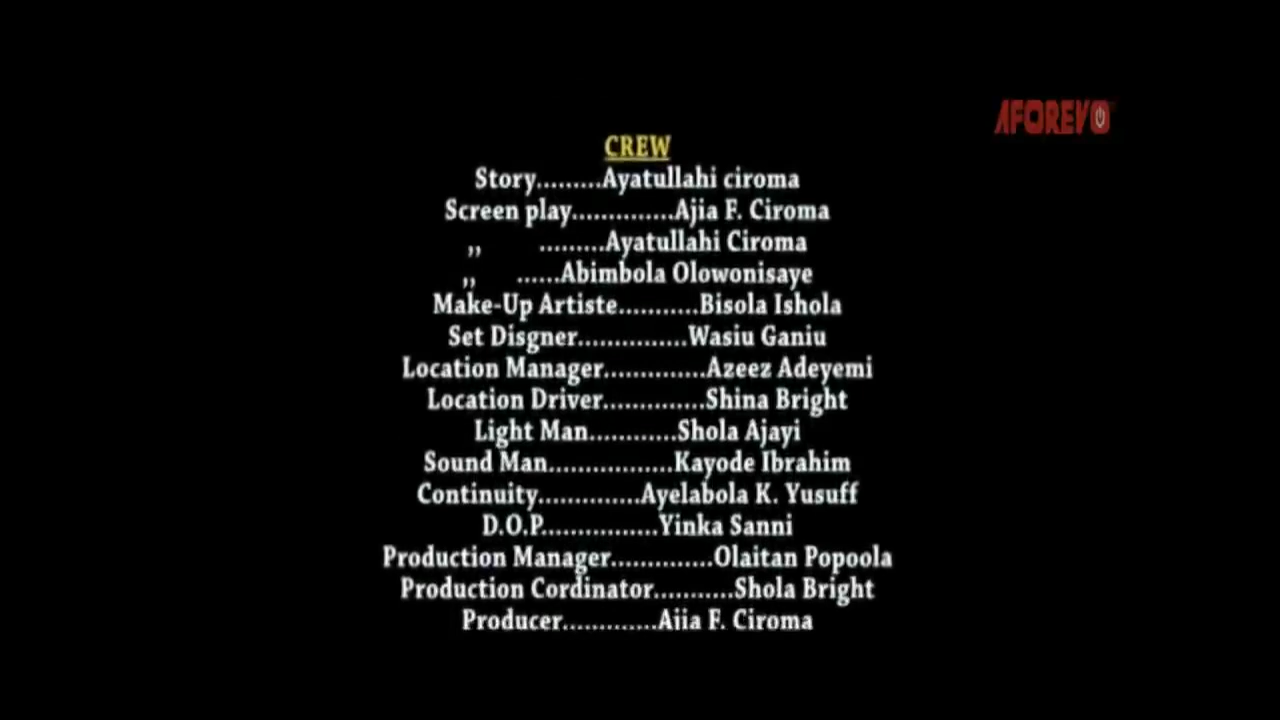 AFOREVO
CREW
Story.........Ayatullahi ciroma
Screen play..............Ajia F. Ciroma
,, .........Ayatullahi Ciroma
,, ......Abimbola Olowonisaye
Make-Up Artiste...........Bisola Ishola
Set Disgner...............Wasiu Ganiu
Location Manager..............Azeez Adeyemi
Location Driver..............Shina Bright
Light Man............Shola Ajayi
Sound Man.................Kayode Ibrahim
Continuity..............Ayelabola K. Yusuff
D.O.P................Yinka Sanni
Production Manager..............Olaitan Popoola
Production Cordinator...........Shola Bright
Producer.............Ajia F. Ciroma